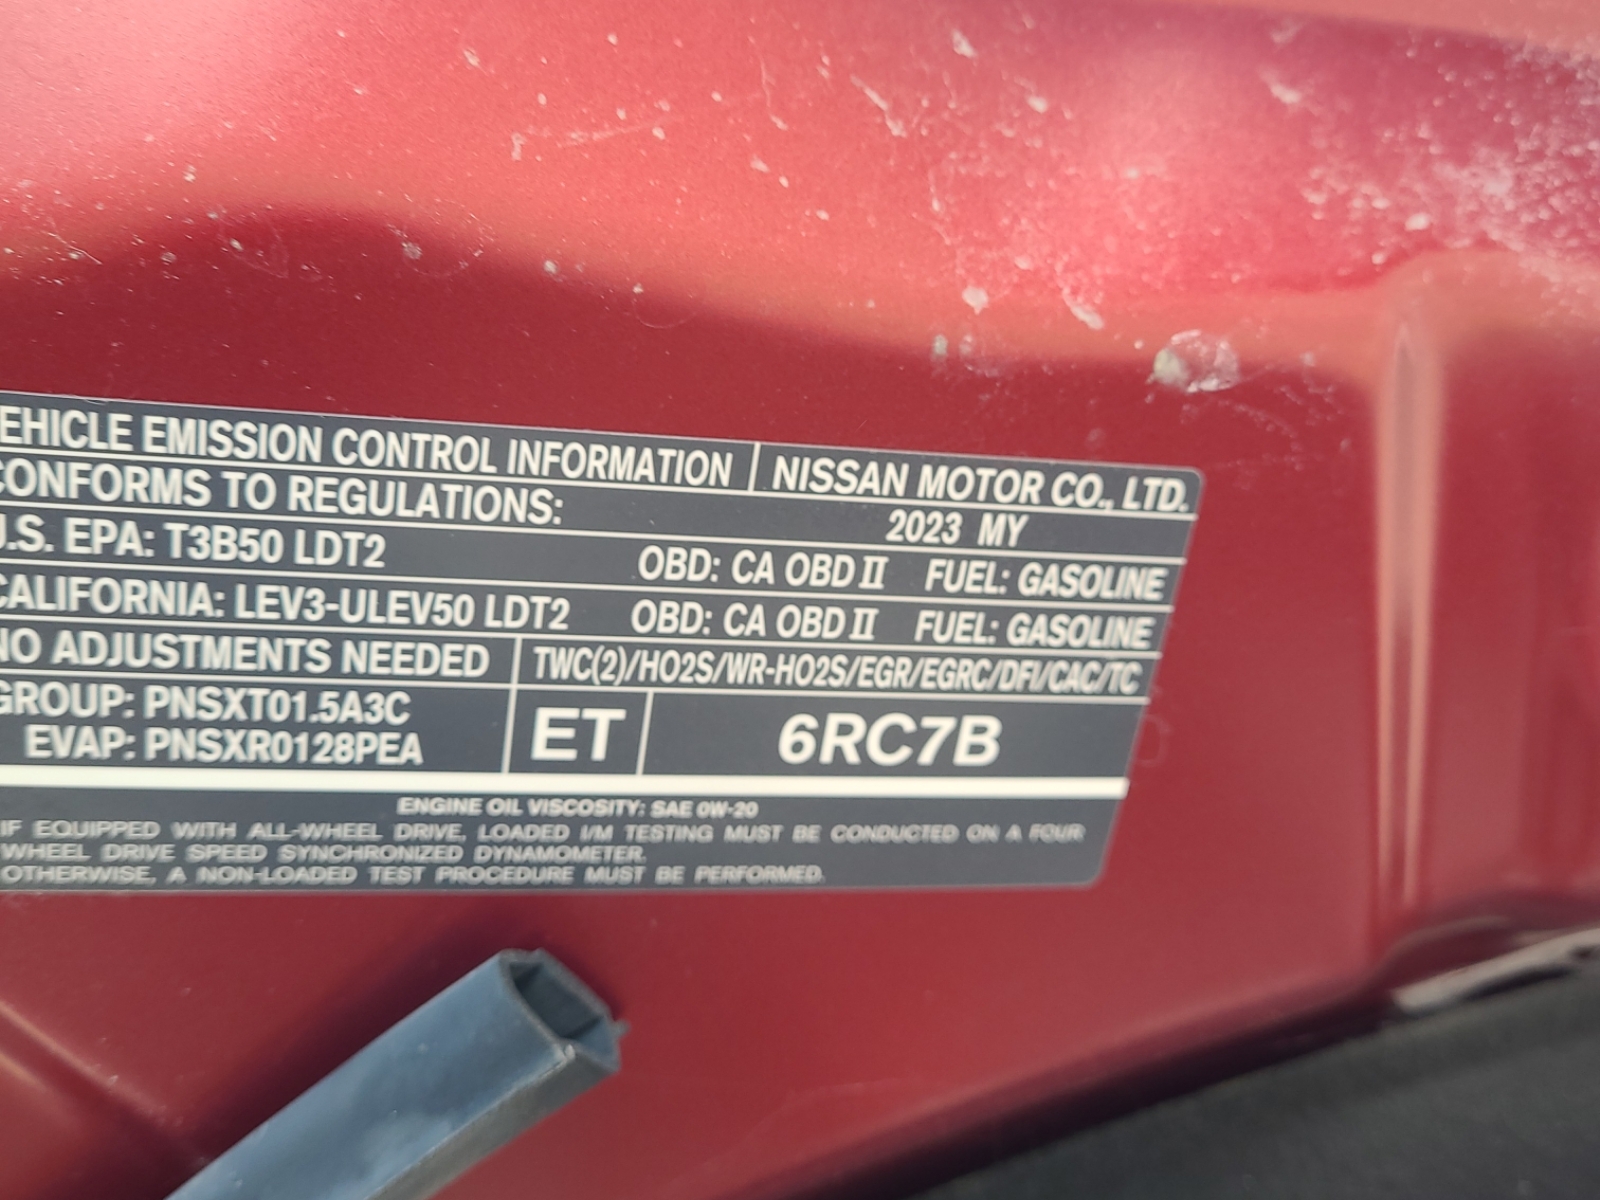 EHICLE EMISSION CONTROL INFORMATION NISSAN MOTOR CO., LTD.
CONFORMS TO REGULATIONS: 2023 MY
U.S. EPA: T3B50 LDT2 OBD: CA OBD II FUEL: GASOLINE
CALIFORNIA: LEV3-ULEV50 LDT2 OBD: CA OBD II FUEL: GASOLINE
NO ADJUSTMENTS NEEDED TWC(2)/HO2S/WR-HO2S/EGR/EGRC/DFI/CAC/TC
GROUP: PNSXT01.5A3C
EVAP: PNSXR0128PEA
ET 6RC7B
ENGINE OIL VISCOSITY: SAE 0W-20
IF EQUIPPED WITH ALL-WHEEL DRIVE, LOADED I/M TESTING MUST BE CONDUCTED ON A FOUR
WHEEL DRIVE SPEED SYNCHRONIZED DYNAMOMETER.
OTHERWISE, A NON-LOADED TEST PROCEDURE MUST BE PERFORMED.